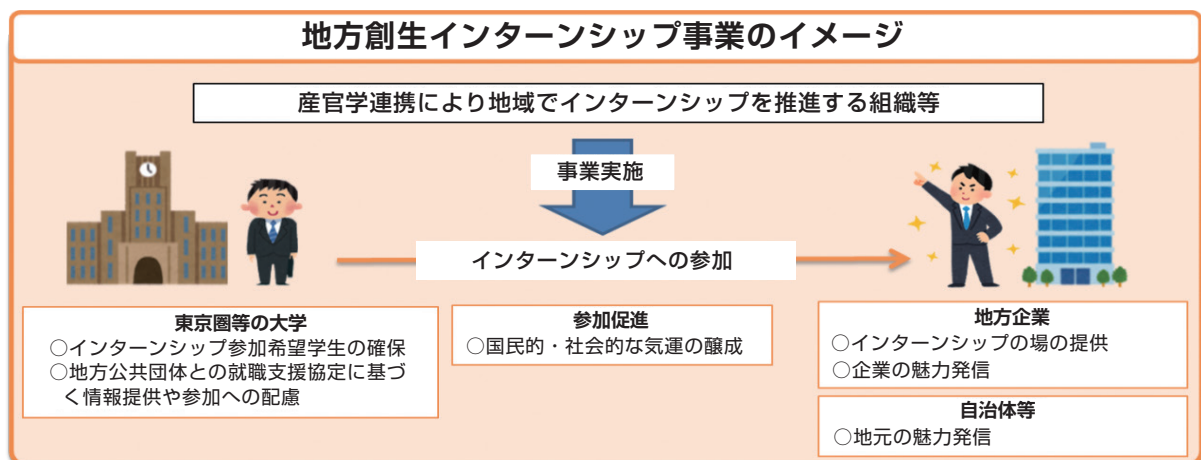 地方創生インターンシップ事業のイメージ
産官学連携により地域でインターンシップを推進する組織等
事業実施
インターンシップへの参加
東京圏等の大学
○インターンシップ参加希望学生の確保
○地方公共団体との就職支援協定に基づ
く情報提供や参加への配慮
参加促進
○国民的・社会的な気運の醸成
地方企業
○インターンシップの場の提供
○企業の魅力発信
自治体等
○地元の魅力発信